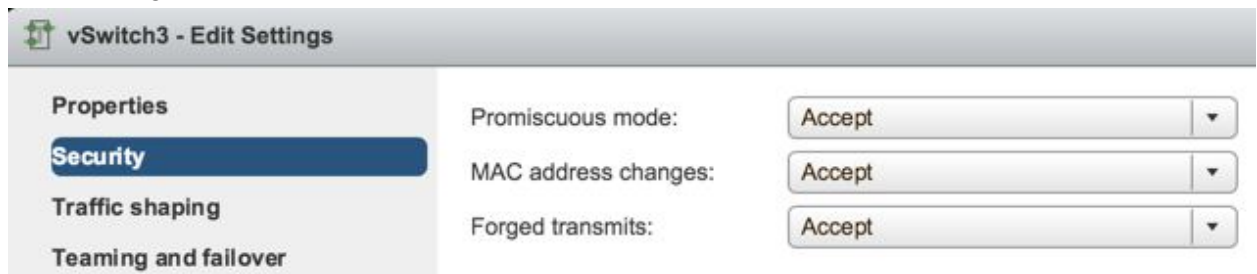 vSwitch3 - Edit Settings
Properties
Security
Traffic shaping
Teaming and failover
Promiscuous mode: Accept
MAC address changes: Accept
Forged transmits: Accept